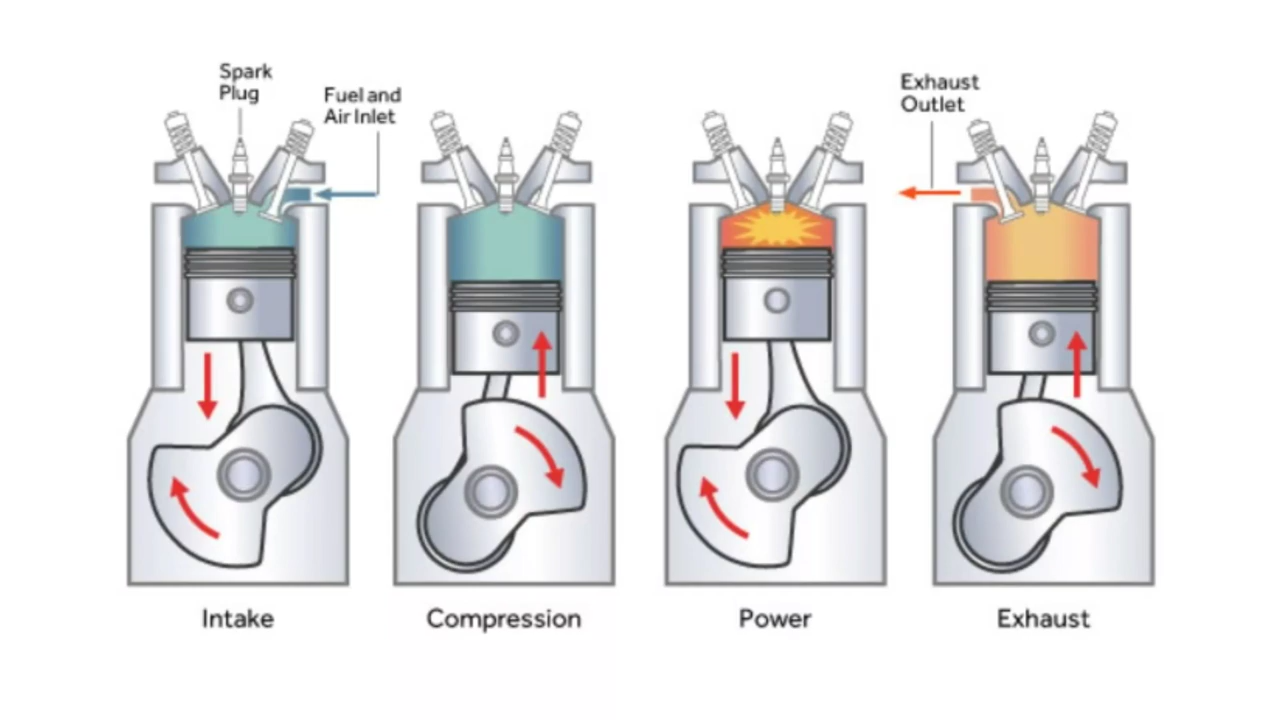 Spark
Plug
Fuel and
Air Inlet
Exhaust
Outlet
Intake
Compression
Power
Exhaust